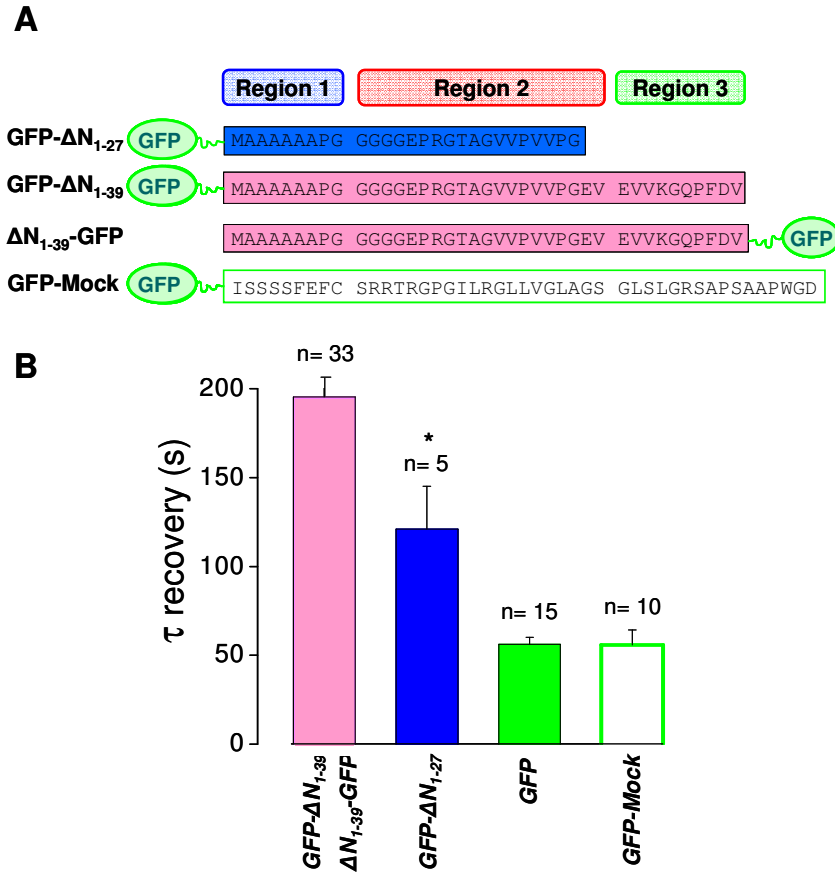 A
Region 1 Region 2 Region 3
GFP-ΔN1-27 GFP MAAAAAAPG GGGGEPRGTAGVVPVVPG
GFP-ΔN1-39 GFP MAAAAAAPG GGGGEPRGTAGVVPVVPGEV EVVKGQPFDV
ΔN1-39-GFP MAAAAAAPG GGGGEPRGTAGVVPVVPGEV EVVKGQPFDV GFP
GFP-Mock GFP ISSSSFEFC SRRTRGPGILRGLLVGLAGS GLSLGRSAPSAAPWGD
B
n= 33
200
*
n= 5
150
τ recovery (s)
100
n= 15
n= 10
50
0
GFP-ΔN1-39
ΔN1-39-GFP
GFP-ΔN1-27
GFP
GFP-Mock